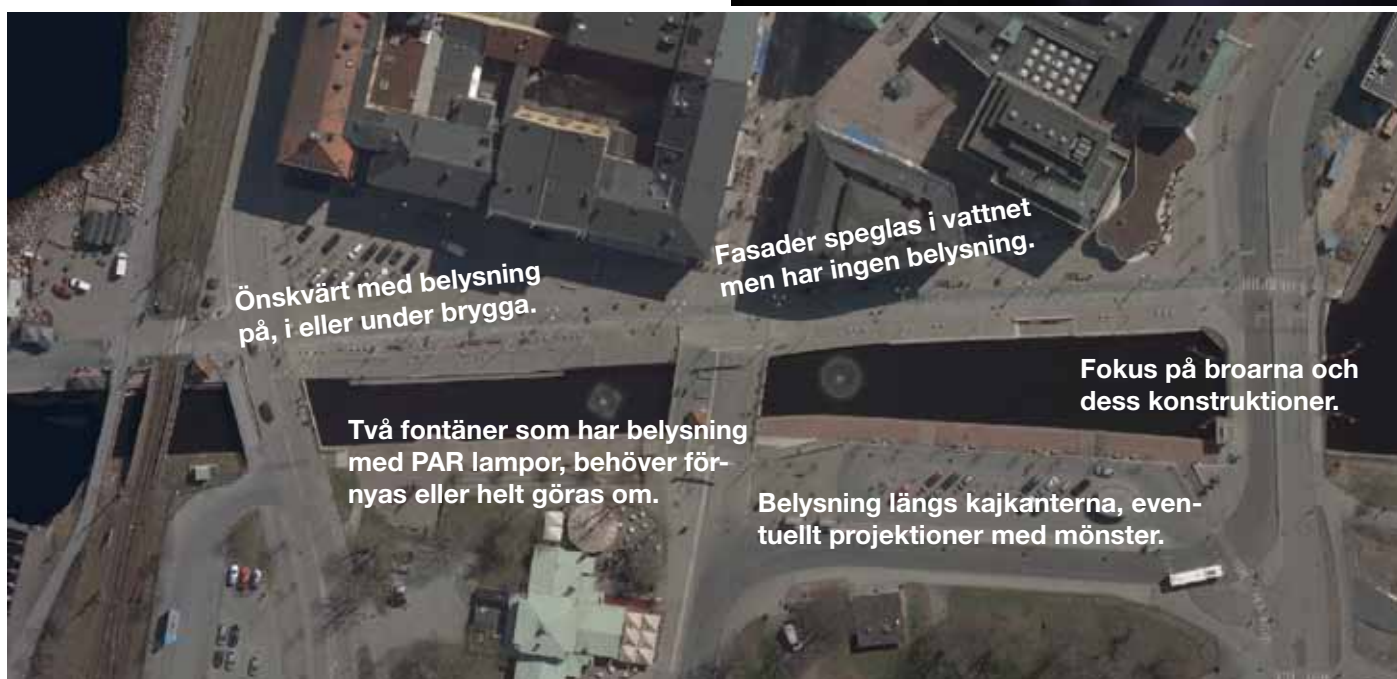 Fasader speglas i vattnet
men har ingen belysning.
Önskvärt med belysning
på, i eller under brygga.
Fokus på broarna och
dess konstruktioner.
Två fontäner som har belysning
med PAR lampor, behöver för-
nyas eller helt göras om.
Belysning längs kajkanterna, even-
tuellt projektioner med mönster.